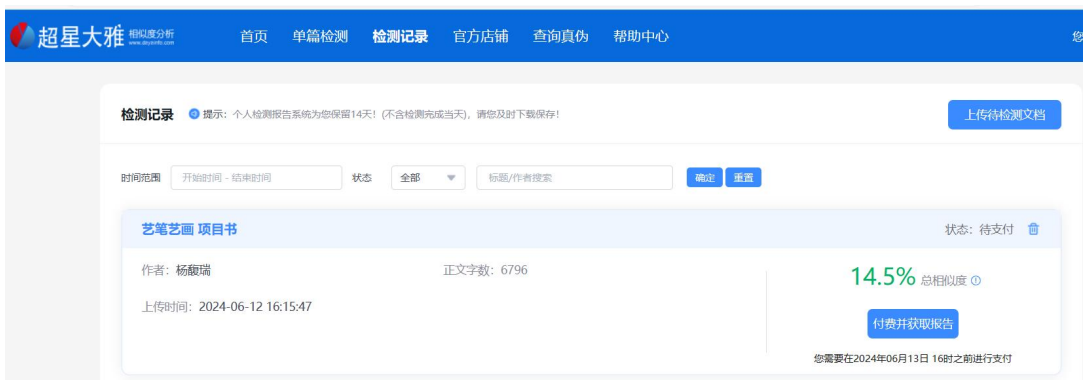 超星大雅 相似度分析 www.dayainfo.com 首页 单篇检测 检测记录 官方店铺 查询真伪 帮助中心 您
检测记录 提示：个人检测报告系统为您保留14天！(不含检测完成当天)，请您及时下载保存！ 上传待检测文档
时间范围 开始时间 - 结束时间 状态 全部 标题/作者搜索 确定 重置
艺笔艺画 项目书 状态：待支付
作者：杨馥瑞 正文字数：6796
14.5% 总相似度
上传时间：2024-06-12 16:15:47
付费并获取报告
您需要在2024年06月13日 16时之前进行支付